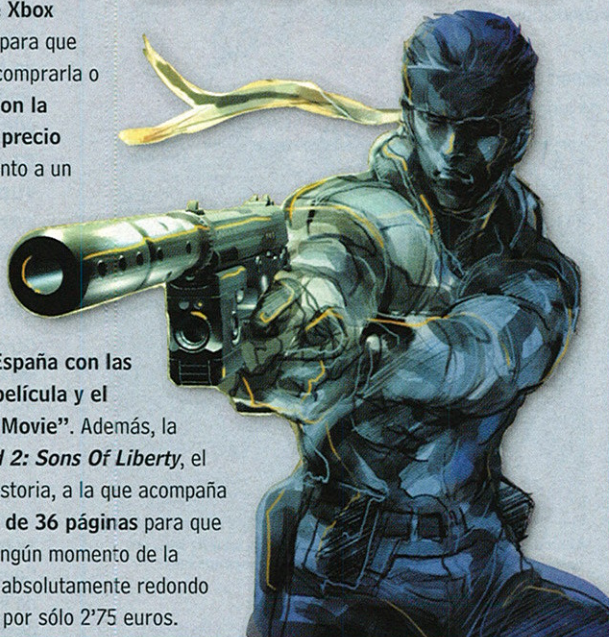 Xbox
para que
comprarla o
on la
precio
nto a un
España con las
película y el
Movie”. Además, la
d 2: Sons Of Liberty, el
storia, a la que acompaña
de 36 páginas para que
ngún momento de la
absolutamente redondo
por sólo 2'75 euros.